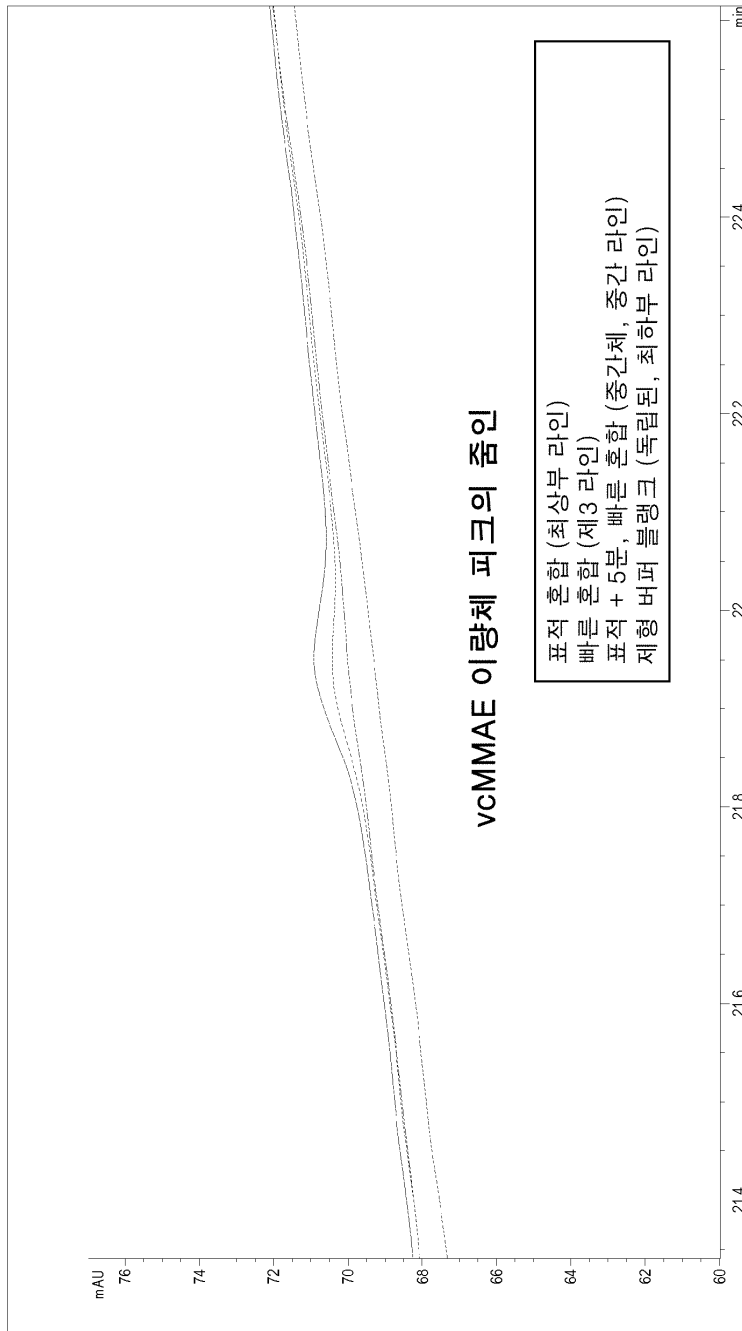 mAU
76
74
72
70
68
66
64
62
60
vcMMAE 이량체 피크의 줌인
표적 혼합 (최상부 라인)
빠른 혼합 (제3 라인)
표적 + 5분, 빠른 혼합 (중간체, 중간 라인)
제형 버퍼 블랭크 (독립된, 최하부 라인)
21.4
21.6
21.8
22
22.2
22.4
min